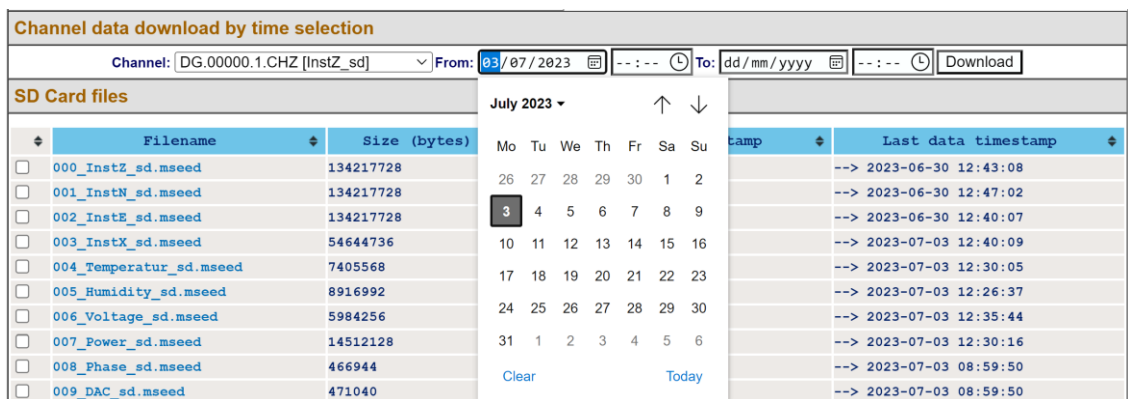 Channel data download by time selection
Channel: DG.00000.1.CHZ [InstZ_sd] From: 03/07/2023 --:-- To: dd/mm/yyyy --:-- Download
SD Card files
Filename Size (bytes) tamp Last data timestamp
000_InstZ_sd.mseed 134217728 --> 2023-06-30 12:43:08
001_InstN_sd.mseed 134217728 --> 2023-06-30 12:47:02
002_InstE_sd.mseed 134217728 --> 2023-06-30 12:40:07
003_InstX_sd.mseed 54644736 --> 2023-07-03 12:40:09
004_Temperatur_sd.mseed 7405568 --> 2023-07-03 12:30:05
005_Humidity_sd.mseed 8916992 --> 2023-07-03 12:26:37
006_Voltage_sd.mseed 5984256 --> 2023-07-03 12:35:44
007_Power_sd.mseed 14512128 --> 2023-07-03 12:30:16
008_Phase_sd.mseed 466944 --> 2023-07-03 08:59:50
009_DAC_sd.mseed 471040 --> 2023-07-03 08:59:50
July 2023
Mo Tu We Th Fr Sa Su
26 27 28 29 30 1 2
3 4 5 6 7 8 9
10 11 12 13 14 15 16
17 18 19 20 21 22 23
24 25 26 27 28 29 30
31 1 2 3 4 5 6
Clear Today